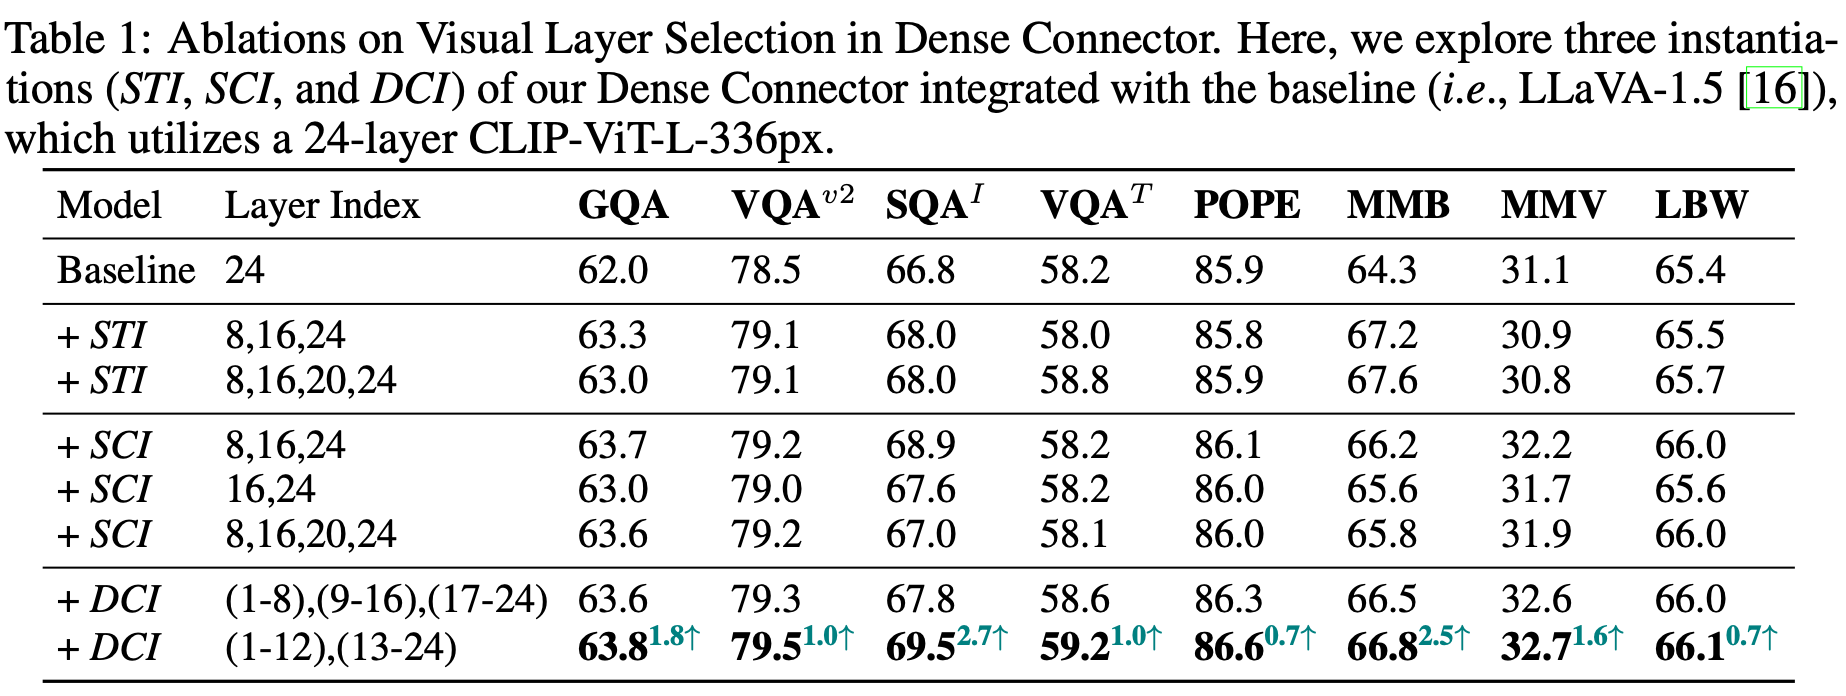 Table 1: Ablations on Visual Layer Selection in Dense Connector. Here, we explore three instantia-
tions (STI, SCI, and DCI) of our Dense Connector integrated with the baseline (i.e., LLaVA-1.5 [16]),
which utilizes a 24-layer CLIP-ViT-L-336px.
Model Layer Index GQA VQA^v2 SQA^I VQA^T POPE MMB MMV LBW
Baseline 24 62.0 78.5 66.8 58.2 85.9 64.3 31.1 65.4
+ STI 8,16,24 63.3 79.1 68.0 58.0 85.8 67.2 30.9 65.5
+ STI 8,16,20,24 63.0 79.1 68.0 58.8 85.9 67.6 30.8 65.7
+ SCI 8,16,24 63.7 79.2 68.9 58.2 86.1 66.2 32.2 66.0
+ SCI 16,24 63.0 79.0 67.6 58.2 86.0 65.6 31.7 65.6
+ SCI 8,16,20,24 63.6 79.2 67.0 58.1 86.0 65.8 31.9 66.0
+ DCI (1-8),(9-16),(17-24) 63.6 79.3 67.8 58.6 86.3 66.5 32.6 66.0
+ DCI (1-12),(13-24) 63.8 1.8↑ 79.5 1.0↑ 69.5 2.7↑ 59.2 1.0↑ 86.6 0.7↑ 66.8 2.5↑ 32.7 1.6↑ 66.1 0.7↑